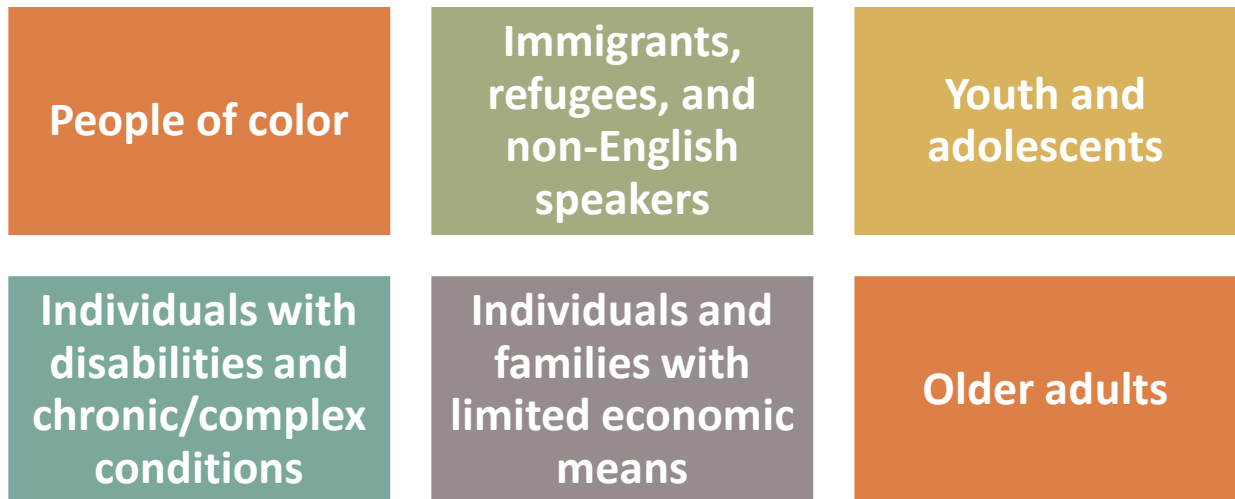 People of color
Immigrants,
refugees, and
non-English
speakers
Youth and
adolescents
Individuals with
disabilities and
chronic/complex
conditions
Individuals and
families with
limited economic
means
Older adults